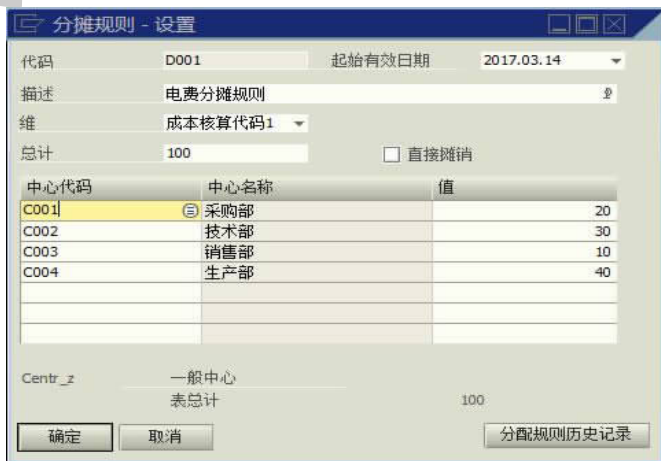 分摊规则 - 设置
代码 D001 起始有效日期 2017.03.14
描述 电费分摊规则
维 成本核算代码1
总计 100 直接摊销
中心代码 中心名称 值
C001 采购部 20
C002 技术部 30
C003 销售部 10
C004 生产部 40
Centr_z 一般中心
表总计 100
确定 取消 分配规则历史记录